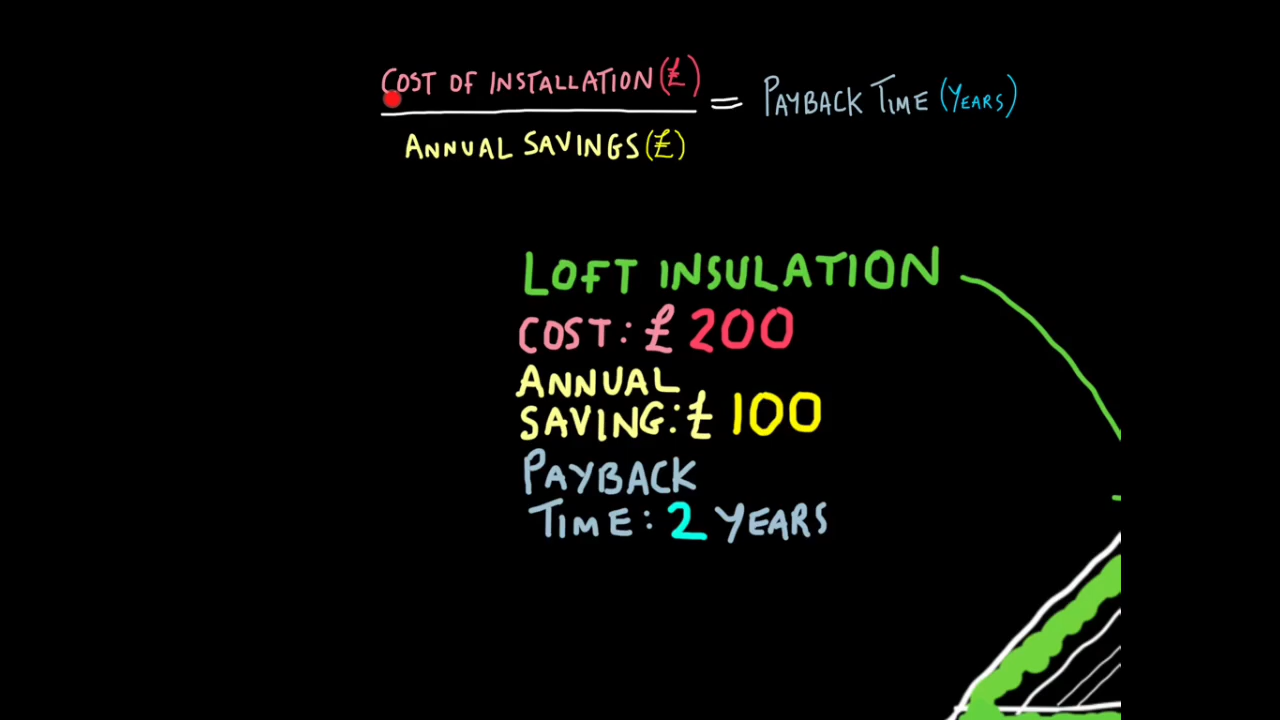 COST OF INSTALLATION (£)
ANNUAL SAVINGS (£)
= PAYBACK TIME (YEARS)
LOFT INSULATION
COST: £ 200
ANNUAL
SAVING: £ 100
PAYBACK
TIME: 2 YEARS